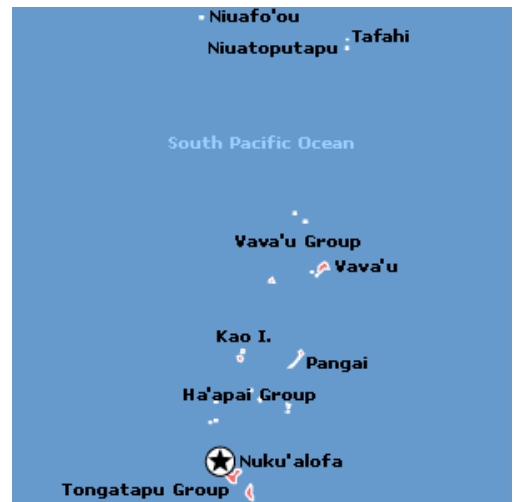 Niuafo'ou
Tafahi
Niuatoputapu
South Pacific Ocean
Vava'u Group
Vava'u
Kao I.
Pangai
Ha'apai Group
Nuku'alofa
Tongatapu Group